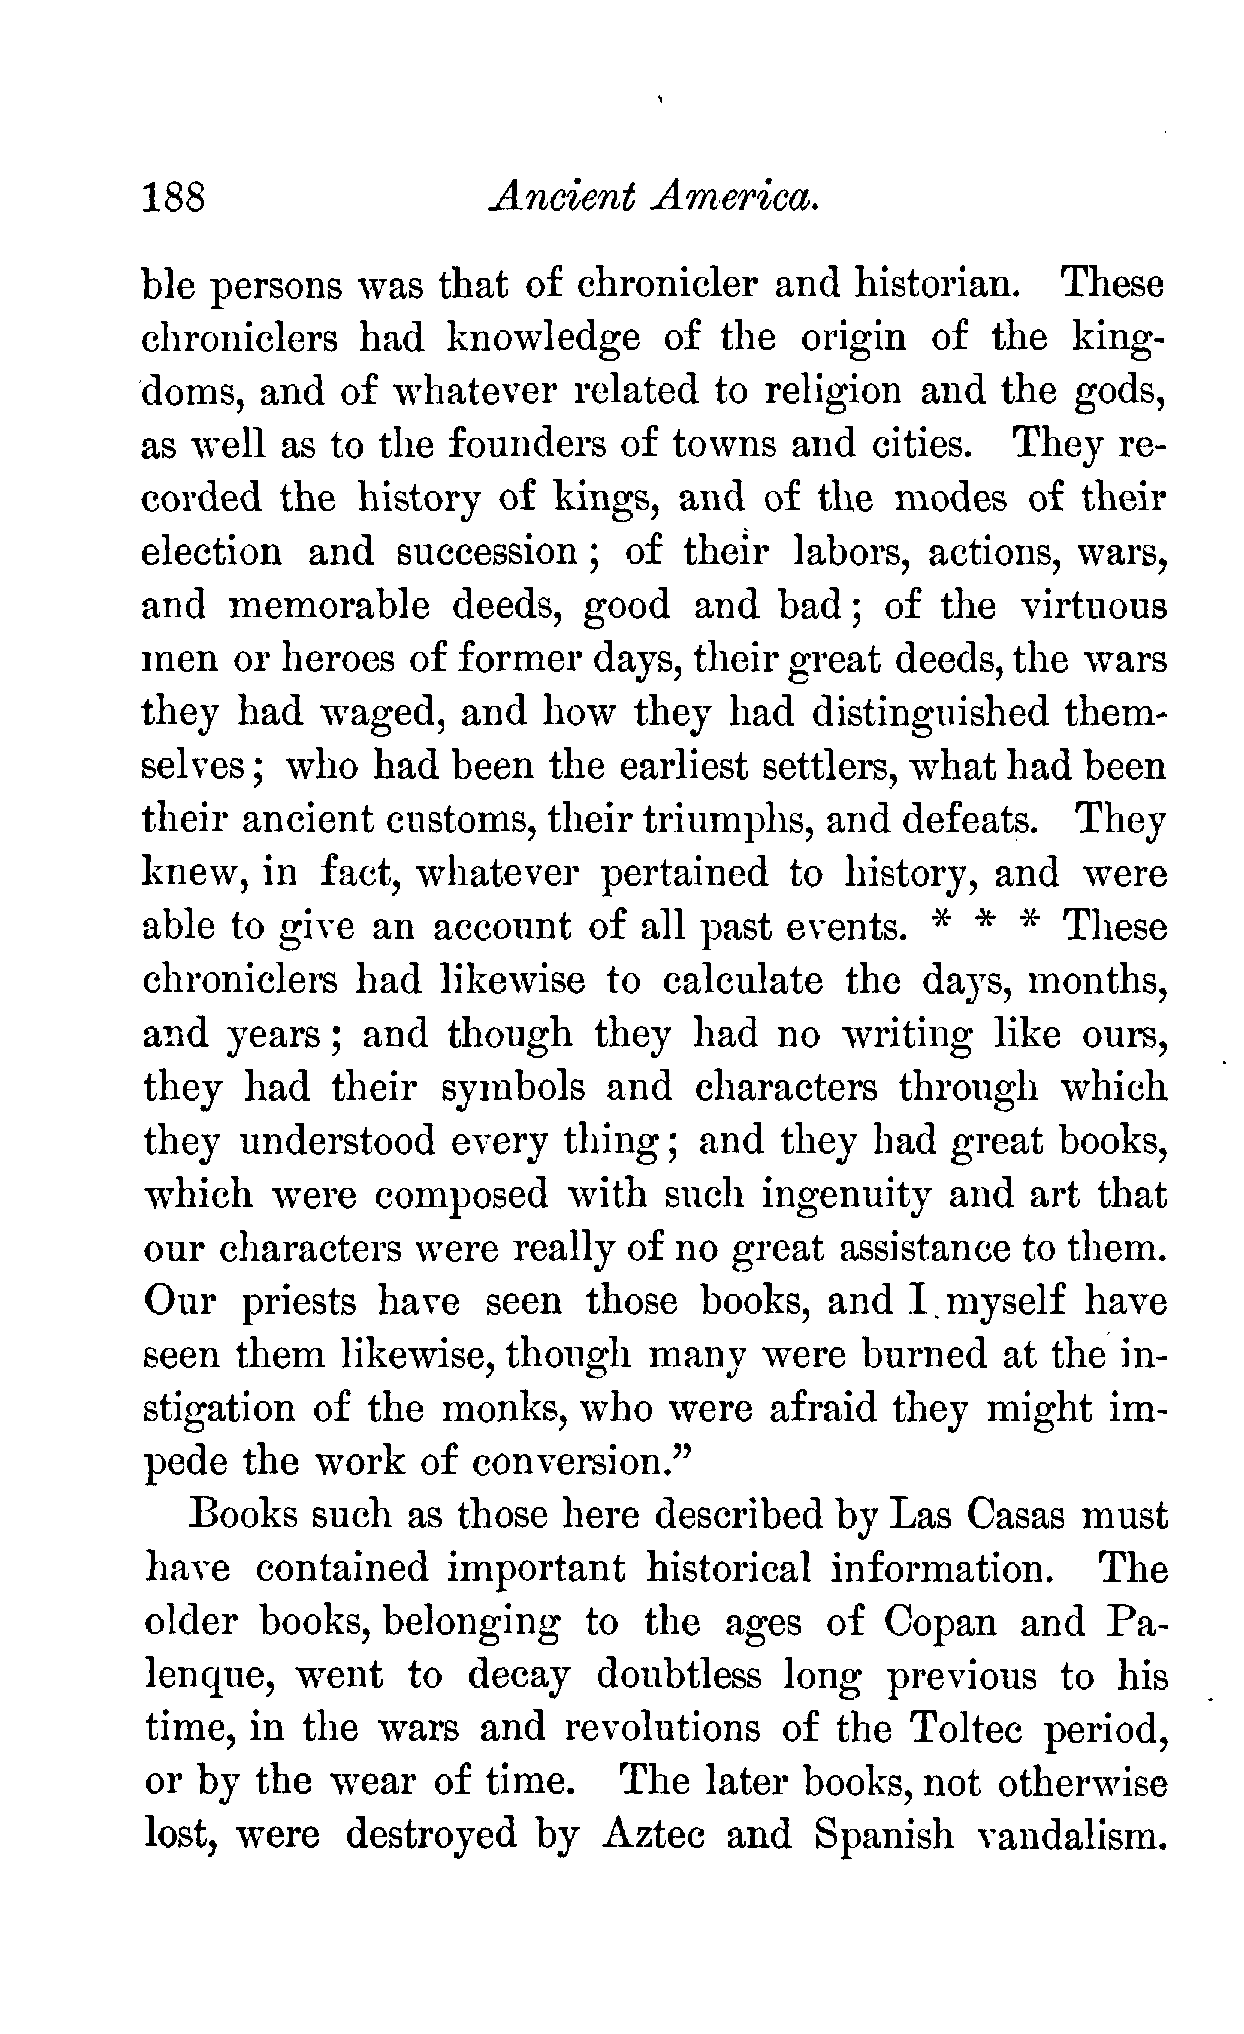 188 Ancient America.
ble persons was that of chronicler and historian. These
chroniclers had knowledge of the origin of the king-
doms, and of whatever related to religion and the gods,
as well as to the founders of towns and cities. They re-
corded the history of kings, and of the modes of their
election and succession ; of their labors, actions, wars,
and memorable deeds, good and bad ; of the virtuous
men or heroes of former days, their great deeds, the wars
they had waged, and how they had distinguished them-
selves ; who had been the earliest settlers, what had been
their ancient customs, their triumphs, and defeats. They
knew, in fact, whatever pertained to history, and were
able to give an account of all past events. * * * These
chroniclers had likewise to calculate the days, months,
and years ; and though they had no writing like ours,
they had their symbols and characters through which
they understood every thing ; and they had great books,
which were composed with such ingenuity and art that
our characters were really of no great assistance to them.
Our priests have seen those books, and I myself have
seen them likewise, though many were burned at the in-
stigation of the monks, who were afraid they might im-
pede the work of conversion."
Books such as those here described by Las Casas must
have contained important historical information. The
older books, belonging to the ages of Copan and Pa-
lenque, went to decay doubtless long previous to his
time, in the wars and revolutions of the Toltec period,
or by the wear of time. The later books, not otherwise
lost, were destroyed by Aztec and Spanish vandalism.